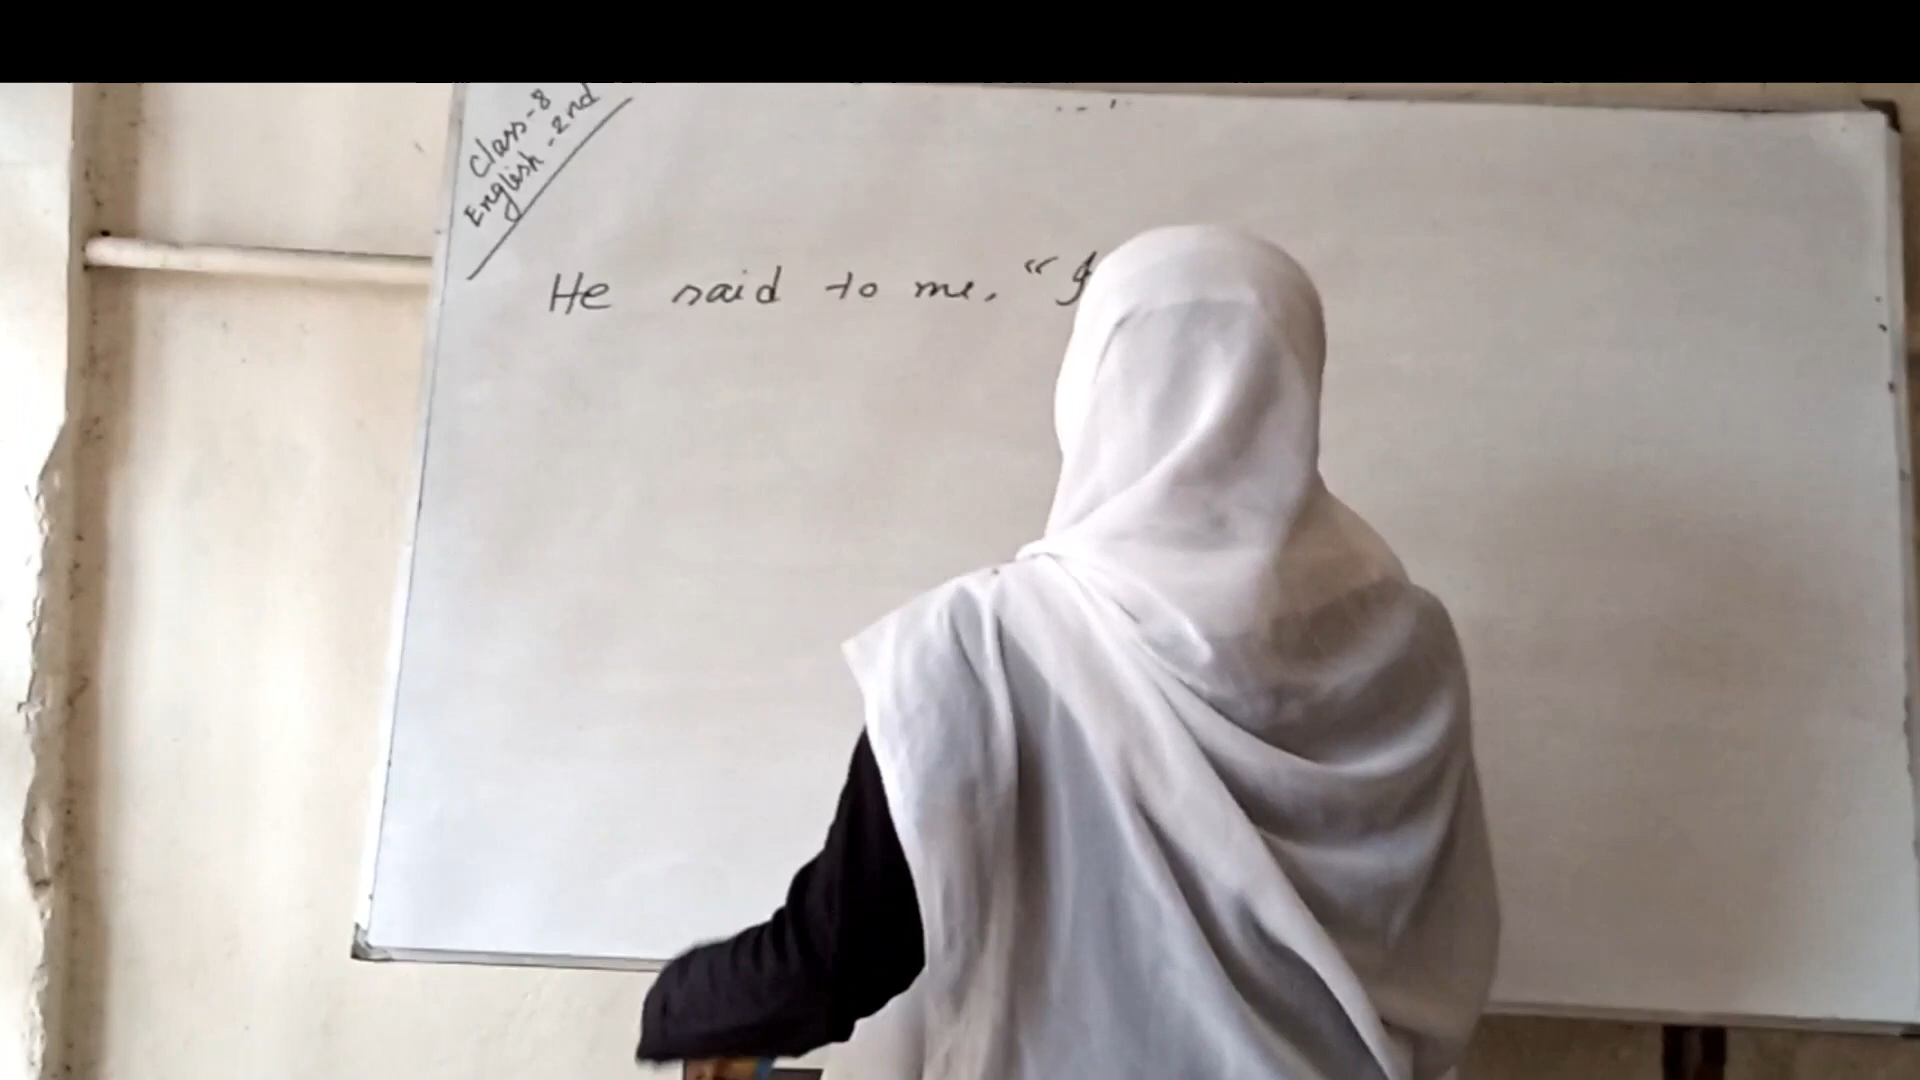 Class-8
English-2nd
He said to me, "I